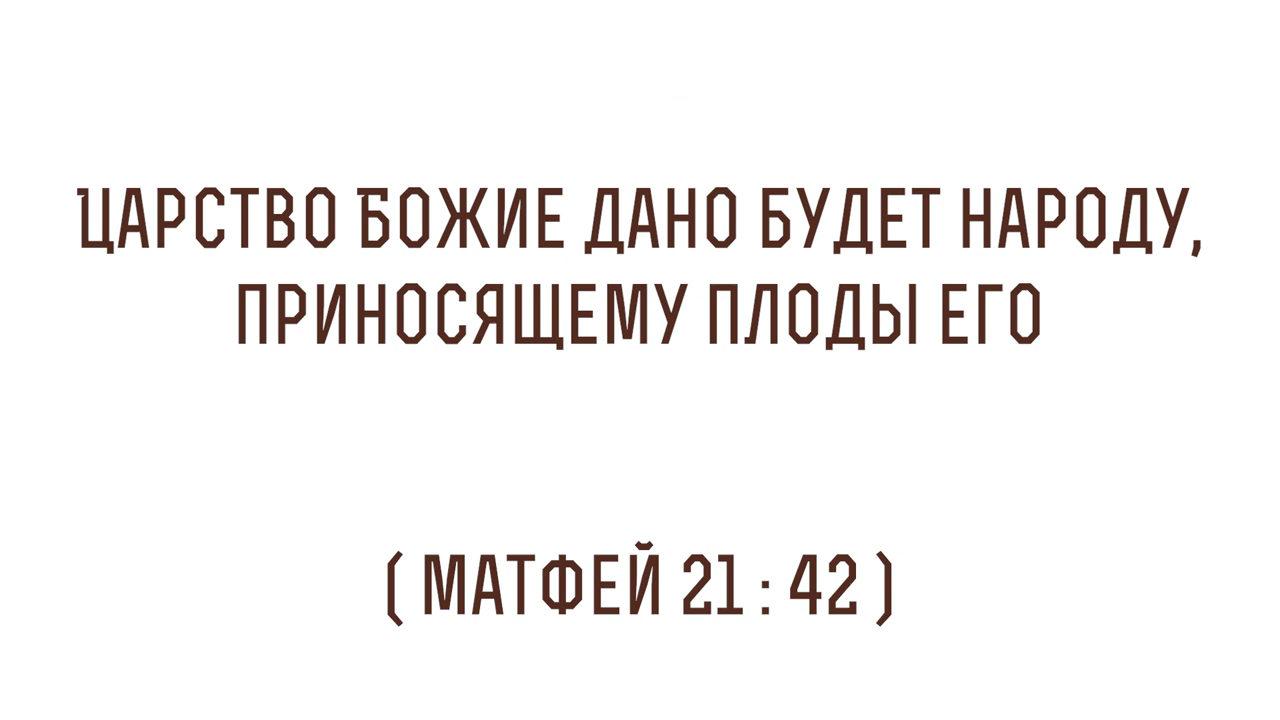 ЦАРСТВО БОЖИЕ ДАНО БУДЕТ НАРОДУ,
ПРИНОСЯЩЕМУ ПЛОДЫ ЕГО
( МАТФЕЙ 21 : 42 )